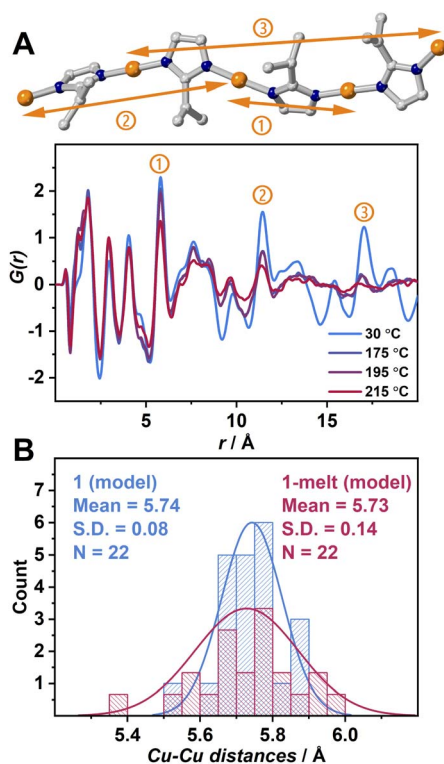 A
③
②
①
①
②
③
2
1
0
-1
-2
G(r)
30 °C
175 °C
195 °C
215 °C
5 10 15
r / Å
B
1 (model)
Mean = 5.74
S.D. = 0.08
N = 22
1-melt (model)
Mean = 5.73
S.D. = 0.14
N = 22
7
6
5
4
3
2
1
Count
5.4 5.6 5.8 6.0
Cu-Cu distances / Å